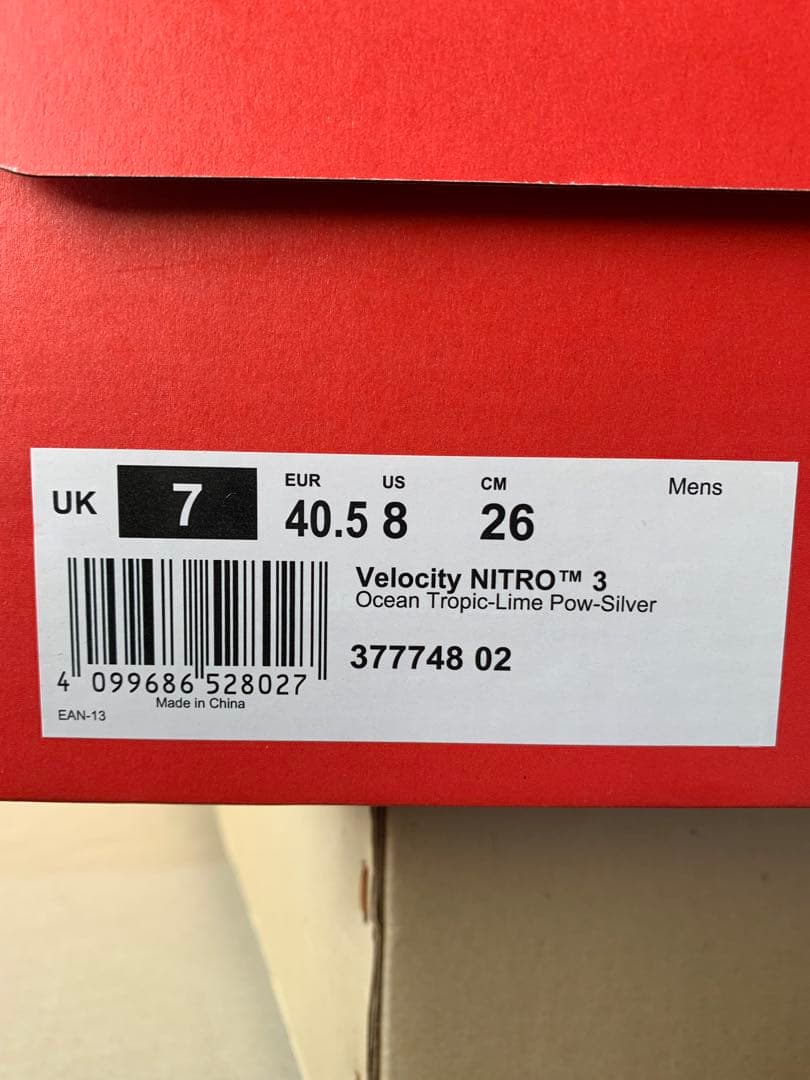 UK 7 EUR 40.5 US 8 CM 26 Mens
Velocity NITRO™ 3
Ocean Tropic-Lime Pow-Silver
377748 02
4 099686 528027
Made in China
EAN-13